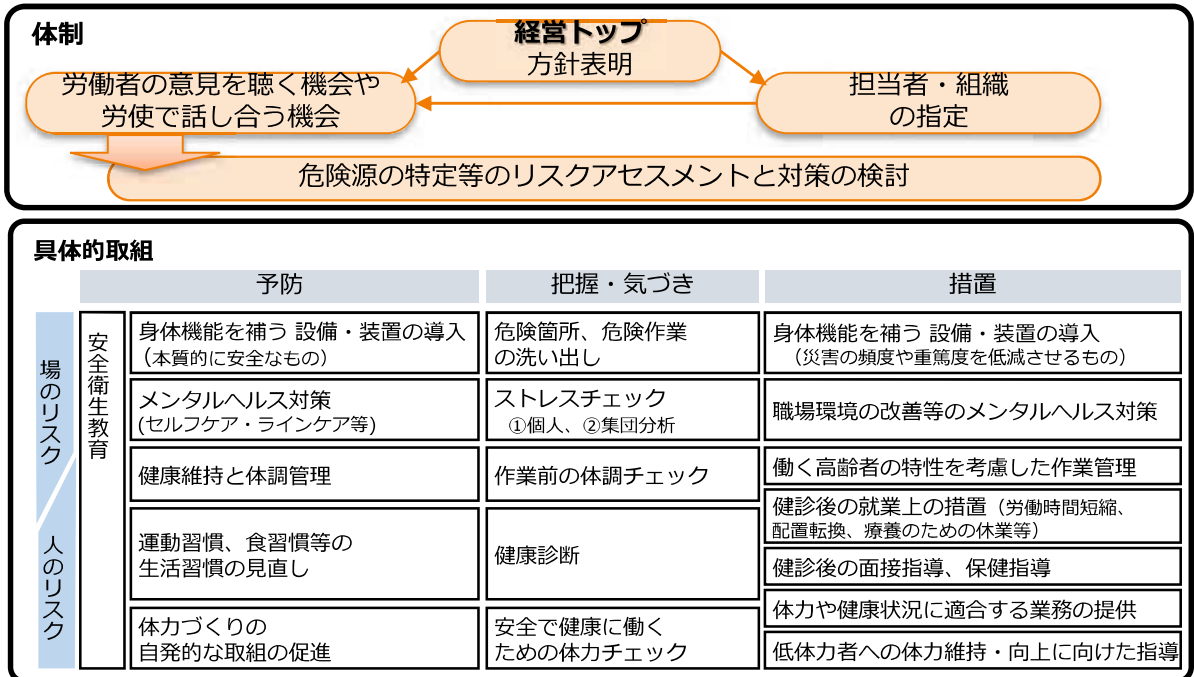 体制
経営トップ
方針表明
労働者の意見を聴く機会や
労使で話し合う機会
担当者・組織
の指定
危険源の特定等のリスクアセスメントと対策の検討
具体的取組
予防
把握・気づき
措置
場のリスク
人のリスク
安全衛生教育
身体機能を補う 設備・装置の導入
（本質的に安全なもの）
危険箇所、危険作業
の洗い出し
身体機能を補う 設備・装置の導入
（災害の頻度や重篤度を低減させるもの）
メンタルヘルス対策
(セルフケア・ラインケア等)
ストレスチェック
①個人、②集団分析
職場環境の改善等のメンタルヘルス対策
健康維持と体調管理
作業前の体調チェック
働く高齢者の特性を考慮した作業管理
運動習慣、食習慣等の
生活習慣の見直し
健康診断
健診後の就業上の措置（労働時間短縮、
配置転換、療養のための休業等）
健診後の面接指導、保健指導
体力づくりの
自発的な取組の促進
安全で健康に働く
ための体力チェック
体力や健康状況に適合する業務の提供
低体力者への体力維持・向上に向けた指導